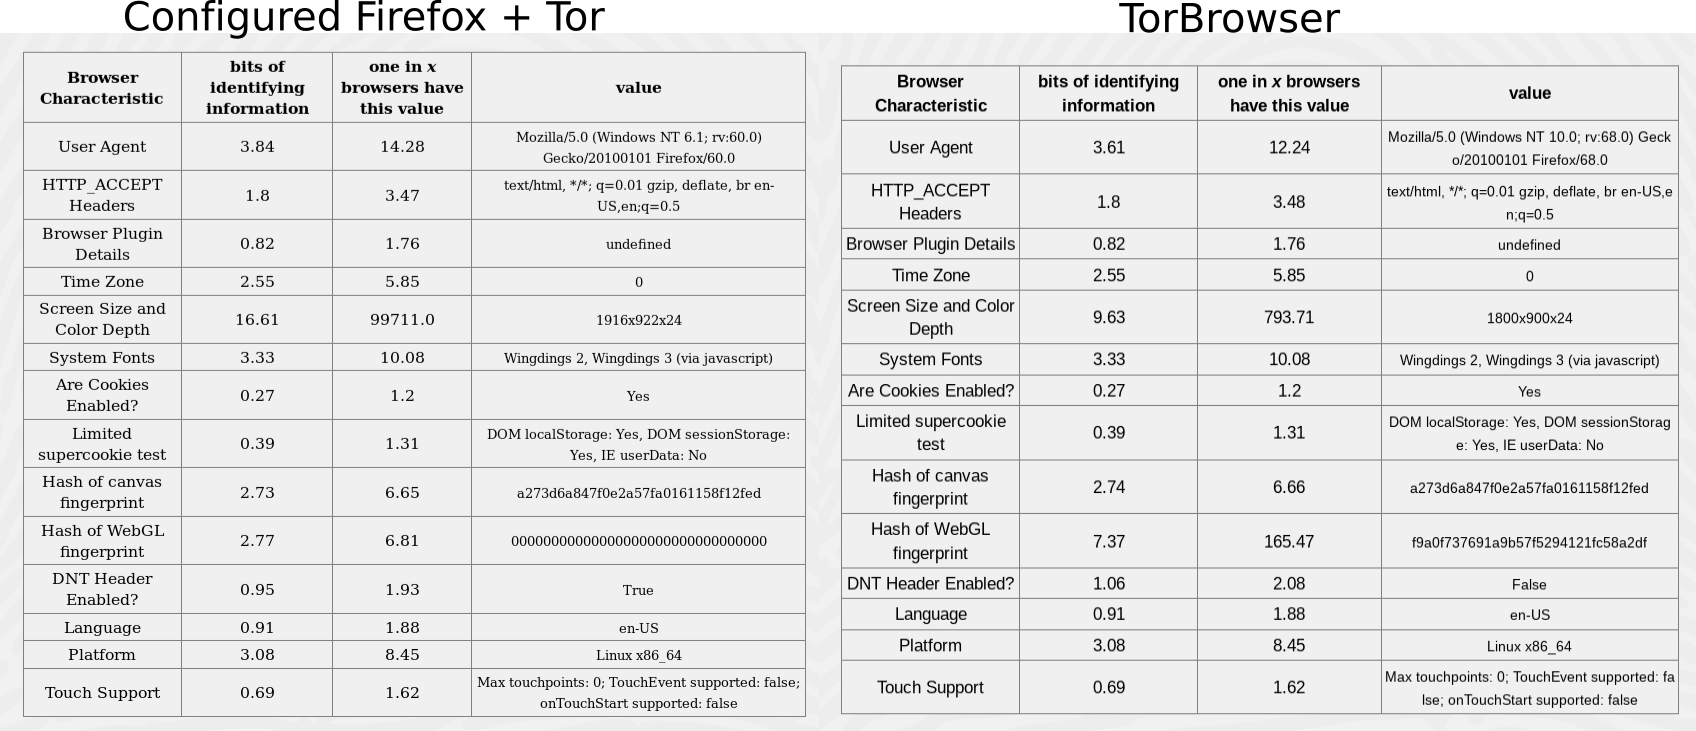 Configured Firefox + Tor
Browser
Characteristic
bits of
identifying
information
one in x
browsers have
this value
value
User Agent
3.84
14.28
Mozilla/5.0 (Windows NT 6.1; rv:60.0)
Gecko/20100101 Firefox/60.0
HTTP_ACCEPT
Headers
1.8
3.47
text/html, */*; q=0.01 gzip, deflate, br en-
US,en;q=0.5
Browser Plugin
Details
0.82
1.76
undefined
Time Zone
2.55
5.85
0
Screen Size and
Color Depth
16.61
99711.0
1916x922x24
System Fonts
3.33
10.08
Wingdings 2, Wingdings 3 (via javascript)
Are Cookies
Enabled?
0.27
1.2
Yes
Limited
supercookie test
0.39
1.31
DOM localStorage: Yes, DOM sessionStorage:
Yes, IE userData: No
Hash of canvas
fingerprint
2.73
6.65
a273d6a847f0e2a57fa0161158f12fed
Hash of WebGL
fingerprint
2.77
6.81
00000000000000000000000000000000
DNT Header
Enabled?
0.95
1.93
True
Language
0.91
1.88
en-US
Platform
3.08
8.45
Linux x86_64
Touch Support
0.69
1.62
Max touchpoints: 0; TouchEvent supported: false;
onTouchStart supported: false
TorBrowser
Browser
Characteristic
bits of identifying
information
one in x browsers
have this value
value
User Agent
3.61
12.24
Mozilla/5.0 (Windows NT 10.0; rv:68.0) Geck
o/20100101 Firefox/68.0
HTTP_ACCEPT
Headers
1.8
3.48
text/html, */*; q=0.01 gzip, deflate, br en-US,e
n;q=0.5
Browser Plugin Details
0.82
1.76
undefined
Time Zone
2.55
5.85
0
Screen Size and Color
Depth
9.63
793.71
1800x900x24
System Fonts
3.33
10.08
Wingdings 2, Wingdings 3 (via javascript)
Are Cookies Enabled?
0.27
1.2
Yes
Limited supercookie
test
0.39
1.31
DOM localStorage: Yes, DOM sessionStorag
e: Yes, IE userData: No
Hash of canvas
fingerprint
2.74
6.66
a273d6a847f0e2a57fa0161158f12fed
Hash of WebGL
fingerprint
7.37
165.47
f9a0f737691a9b57f5294121fc58a2df
DNT Header Enabled?
1.06
2.08
False
Language
0.91
1.88
en-US
Platform
3.08
8.45
Linux x86_64
Touch Support
0.69
1.62
Max touchpoints: 0; TouchEvent supported: fa
lse; onTouchStart supported: false